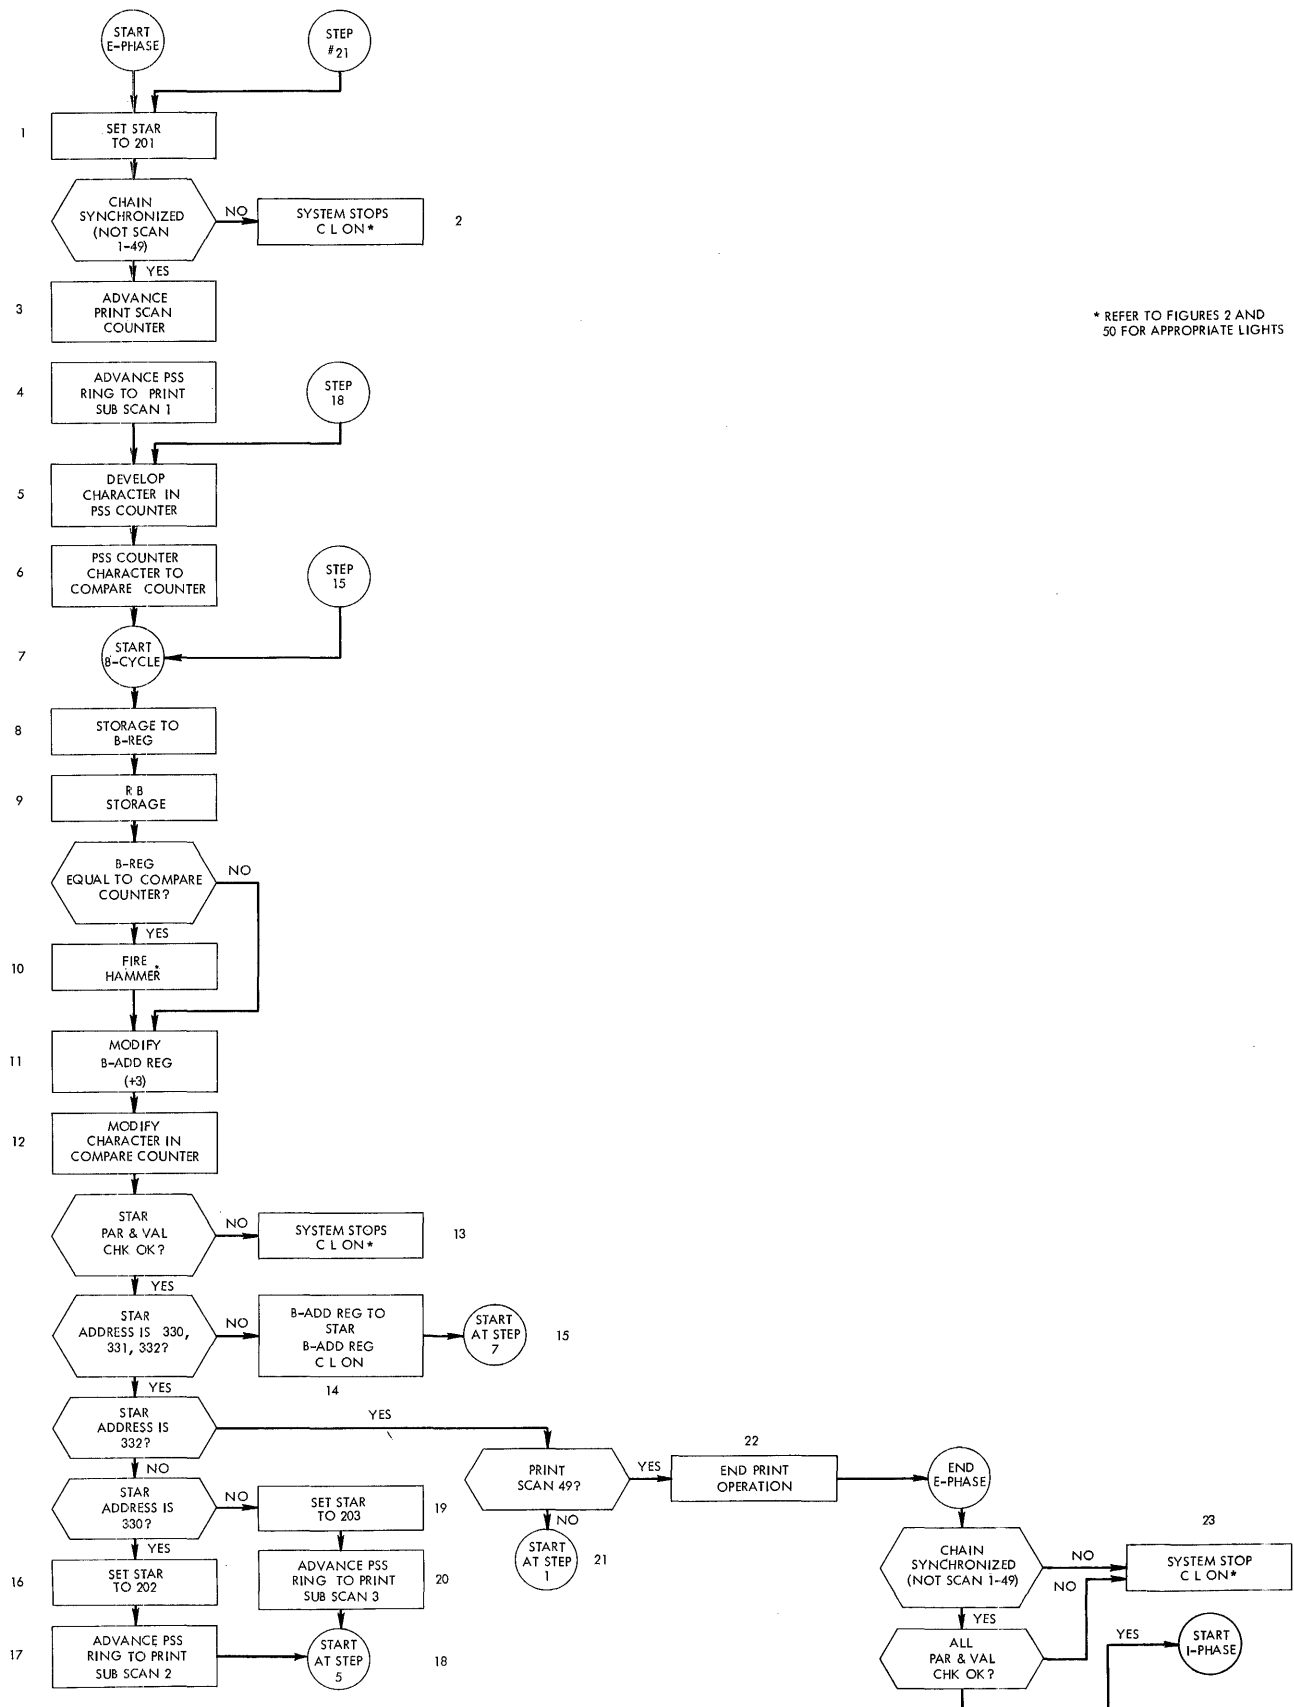 START
E-PHASE
STEP
#21
1
SET STAR
TO 201
CHAIN
SYNCHRONIZED
(NOT SCAN
1-49)
NO
SYSTEM STOPS
C L ON*
2
YES
3
ADVANCE
PRINT SCAN
COUNTER
* REFER TO FIGURES 2 AND
50 FOR APPROPRIATE LIGHTS
4
ADVANCE PSS
RING TO PRINT
SUB SCAN 1
STEP
18
5
DEVELOP
CHARACTER IN
PSS COUNTER
6
PSS COUNTER
CHARACTER TO
COMPARE COUNTER
STEP
15
7
START
B-CYCLE
8
STORAGE TO
B-REG
9
R B
STORAGE
B-REG
EQUAL TO COMPARE
COUNTER?
NO
YES
10
FIRE
HAMMER
11
MODIFY
B-ADD REG
(+3)
12
MODIFY
CHARACTER IN
COMPARE COUNTER
STAR
PAR & VAL
CHK OK?
NO
SYSTEM STOPS
C L ON*
13
YES
STAR
ADDRESS IS 330,
331, 332?
NO
B-ADD REG TO
STAR
B-ADD REG
C L ON
START
AT STEP
7
15
14
YES
STAR
ADDRESS IS
332?
YES
NO
PRINT
SCAN 49?
YES
22
END PRINT
OPERATION
END
E-PHASE
STAR
ADDRESS IS
330?
NO
SET STAR
TO 203
19
NO
START
AT STEP
1
21
YES
16
SET STAR
TO 202
ADVANCE PSS
RING TO PRINT
SUB SCAN 3
20
CHAIN
SYNCHRONIZED
(NOT SCAN 1-49)
NO
NO
23
SYSTEM STOP
C L ON*
YES
17
ADVANCE PSS
RING TO PRINT
SUB SCAN 2
START
AT STEP
5
18
ALL
PAR & VAL
CHK OK?
YES
START
I-PHASE